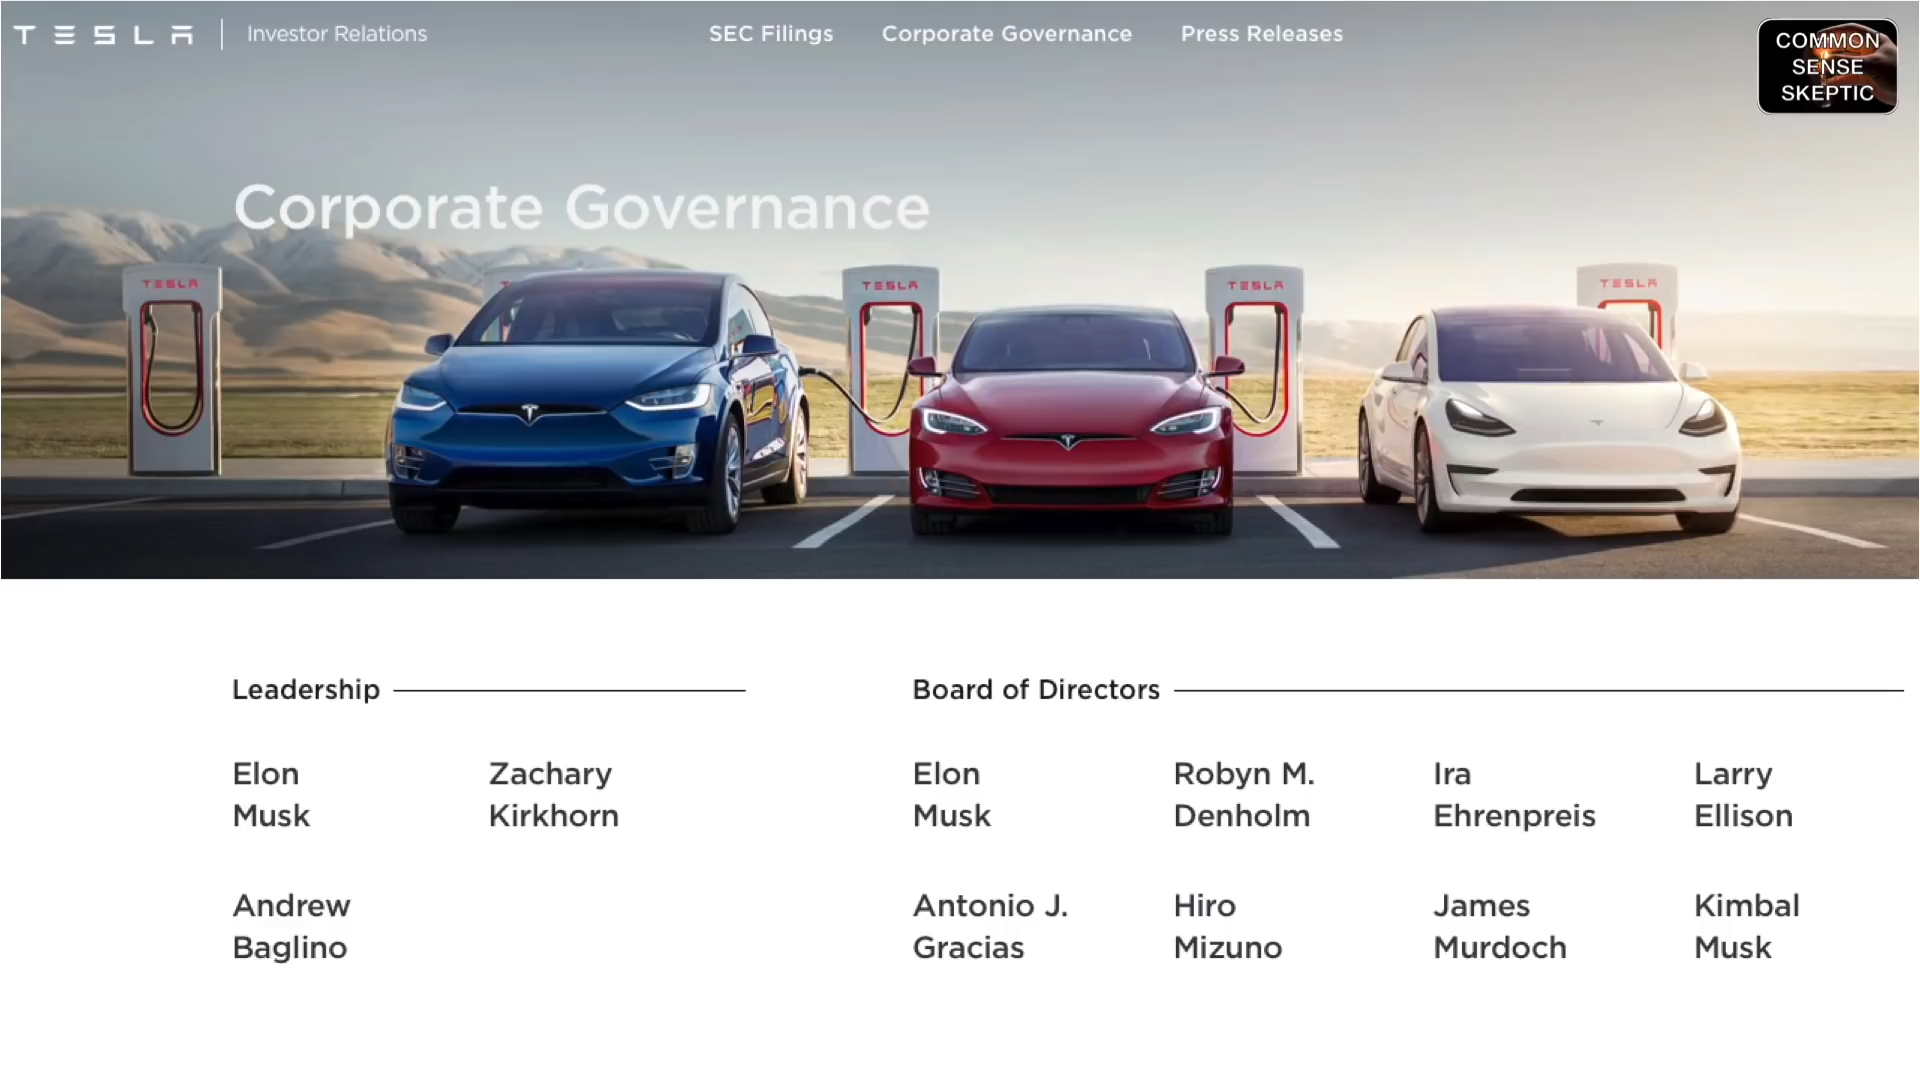 TESLA
Investor Relations
SEC Filings
Corporate Governance
Press Releases
COMMON
SENSE
SKEPTIC
Corporate Governance
TESLA
TESLA
TESLA
TESLA
Leadership
Elon
Musk
Zachary
Kirkhorn
Andrew
Baglino
Board of Directors
Elon
Musk
Robyn M.
Denholm
Ira
Ehrenpreis
Larry
Ellison
Antonio J.
Gracias
Hiro
Mizuno
James
Murdoch
Kimbal
Musk